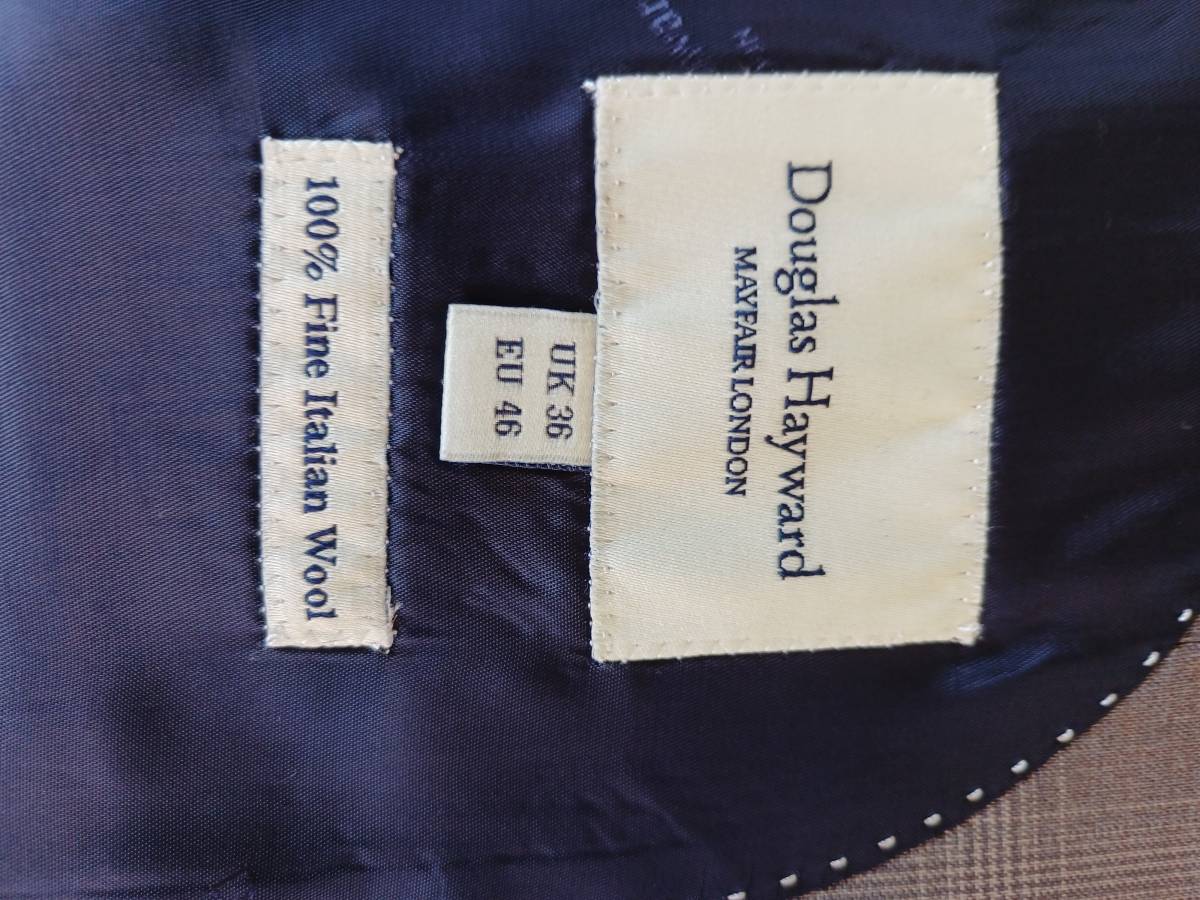 Douglas Hayward
MAYFAIR LONDON
UK 36
EU 46
100% Fine Italian Wool